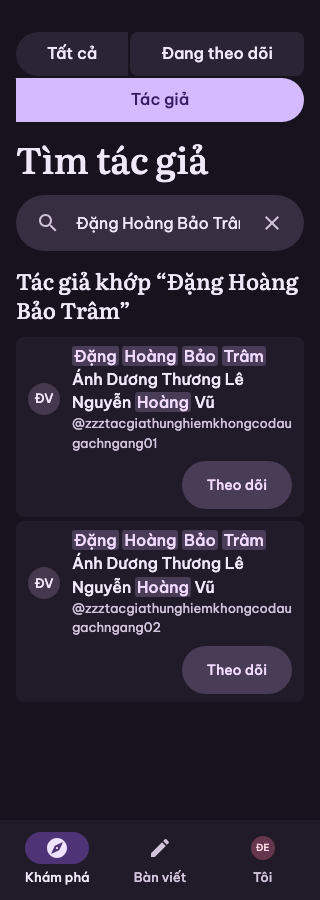 Tất cả
Đang theo dõi
Tác giả
Tìm tác giả
Đặng Hoàng Bảo Trâm
Tác giả khớp “Đặng Hoàng
Bảo Trâm”
Đặng Hoàng Bảo Trâm
ĐV
Ánh Dương Thương Lê
Nguyễn Hoàng Vũ
@zzztacgiathunghiemkhongcodau
gachngang01
Theo dõi
Đặng Hoàng Bảo Trâm
ĐV
Ánh Dương Thương Lê
Nguyễn Hoàng Vũ
@zzztacgiathunghiemkhongcodau
gachngang02
Theo dõi
ĐE
Khám phá
Bàn viết
Tôi